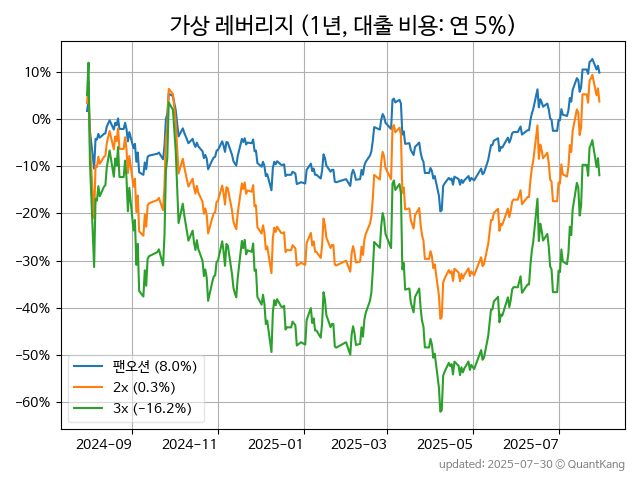 가상 레버리지 (1년, 대출 비용: 연 5%)
10%
0%
-10%
-20%
-30%
-40%
-50%
-60%
팬오션 (8.0%)
2x (0.3%)
3x (-16.2%)
2024-09
2024-11
2025-01
2025-03
2025-05
2025-07
updated: 2025-07-30 © QuantKang